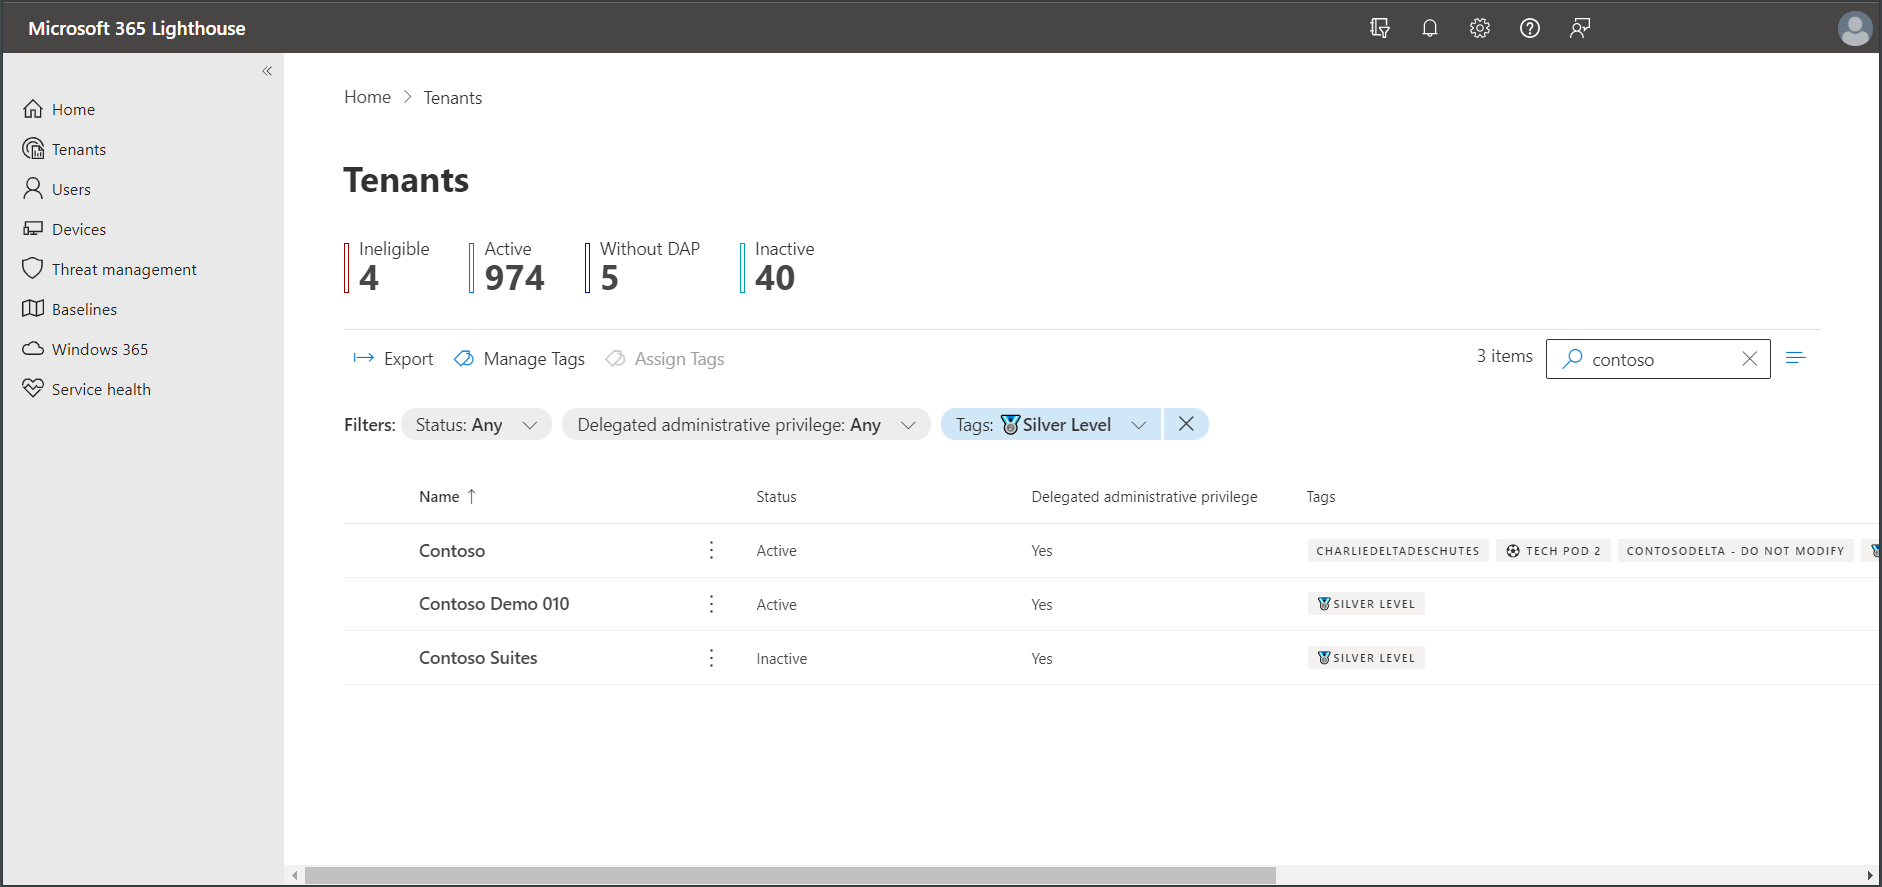 Microsoft 365 Lighthouse
Home
Tenants
Users
Devices
Threat management
Baselines
Windows 365
Service health
Home > Tenants
Tenants
Ineligible Active Without DAP Inactive
4 974 5 40
Export Manage Tags Assign Tags 3 items contoso
Filters: Status: Any Delegated administrative privilege: Any Tags: Silver Level
Name ↑ Status Delegated administrative privilege Tags
Contoso Active Yes CHARLIEDELTADESCHUTES TECH POD 2 CONTOSODELTA - DO NOT MODIFY
Contoso Demo 010 Active Yes SILVER LEVEL
Contoso Suites Inactive Yes SILVER LEVEL